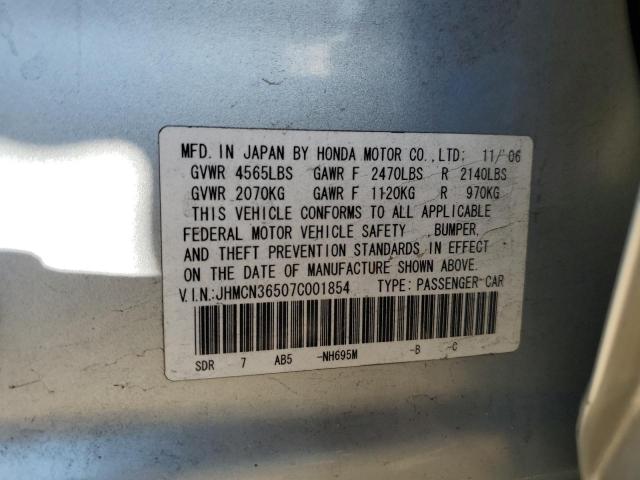 MFD. IN JAPAN BY HONDA MOTOR CO.,LTD: 11/'06
GVWR 4565LBS GAWR F 2470LBS R 2140LBS
GVWR 2070KG GAWR F 1120KG R 970KG
THIS VEHICLE CONFORMS TO ALL APPLICABLE
FEDERAL MOTOR VEHICLE SAFETY ,BUMPER,
AND THEFT PREVENTION STANDARDS IN EFFECT
ON THE DATE OF MANUFACTURE SHOWN ABOVE.
V.I.N.:JHMCN36507C001854 TYPE: PASSENGER CAR
SDR 7 AB5 -NH695M -B -C